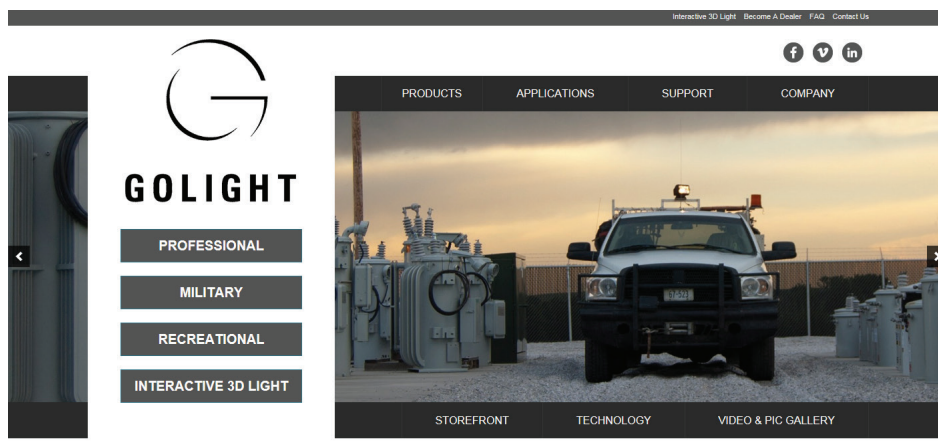 Interactive 3D Light Become A Dealer FAQ Contact Us
PRODUCTS APPLICATIONS SUPPORT COMPANY
GOLIGHT
PROFESSIONAL
MILITARY
RECREATIONAL
INTERACTIVE 3D LIGHT
STOREFRONT TECHNOLOGY VIDEO & PIC GALLERY